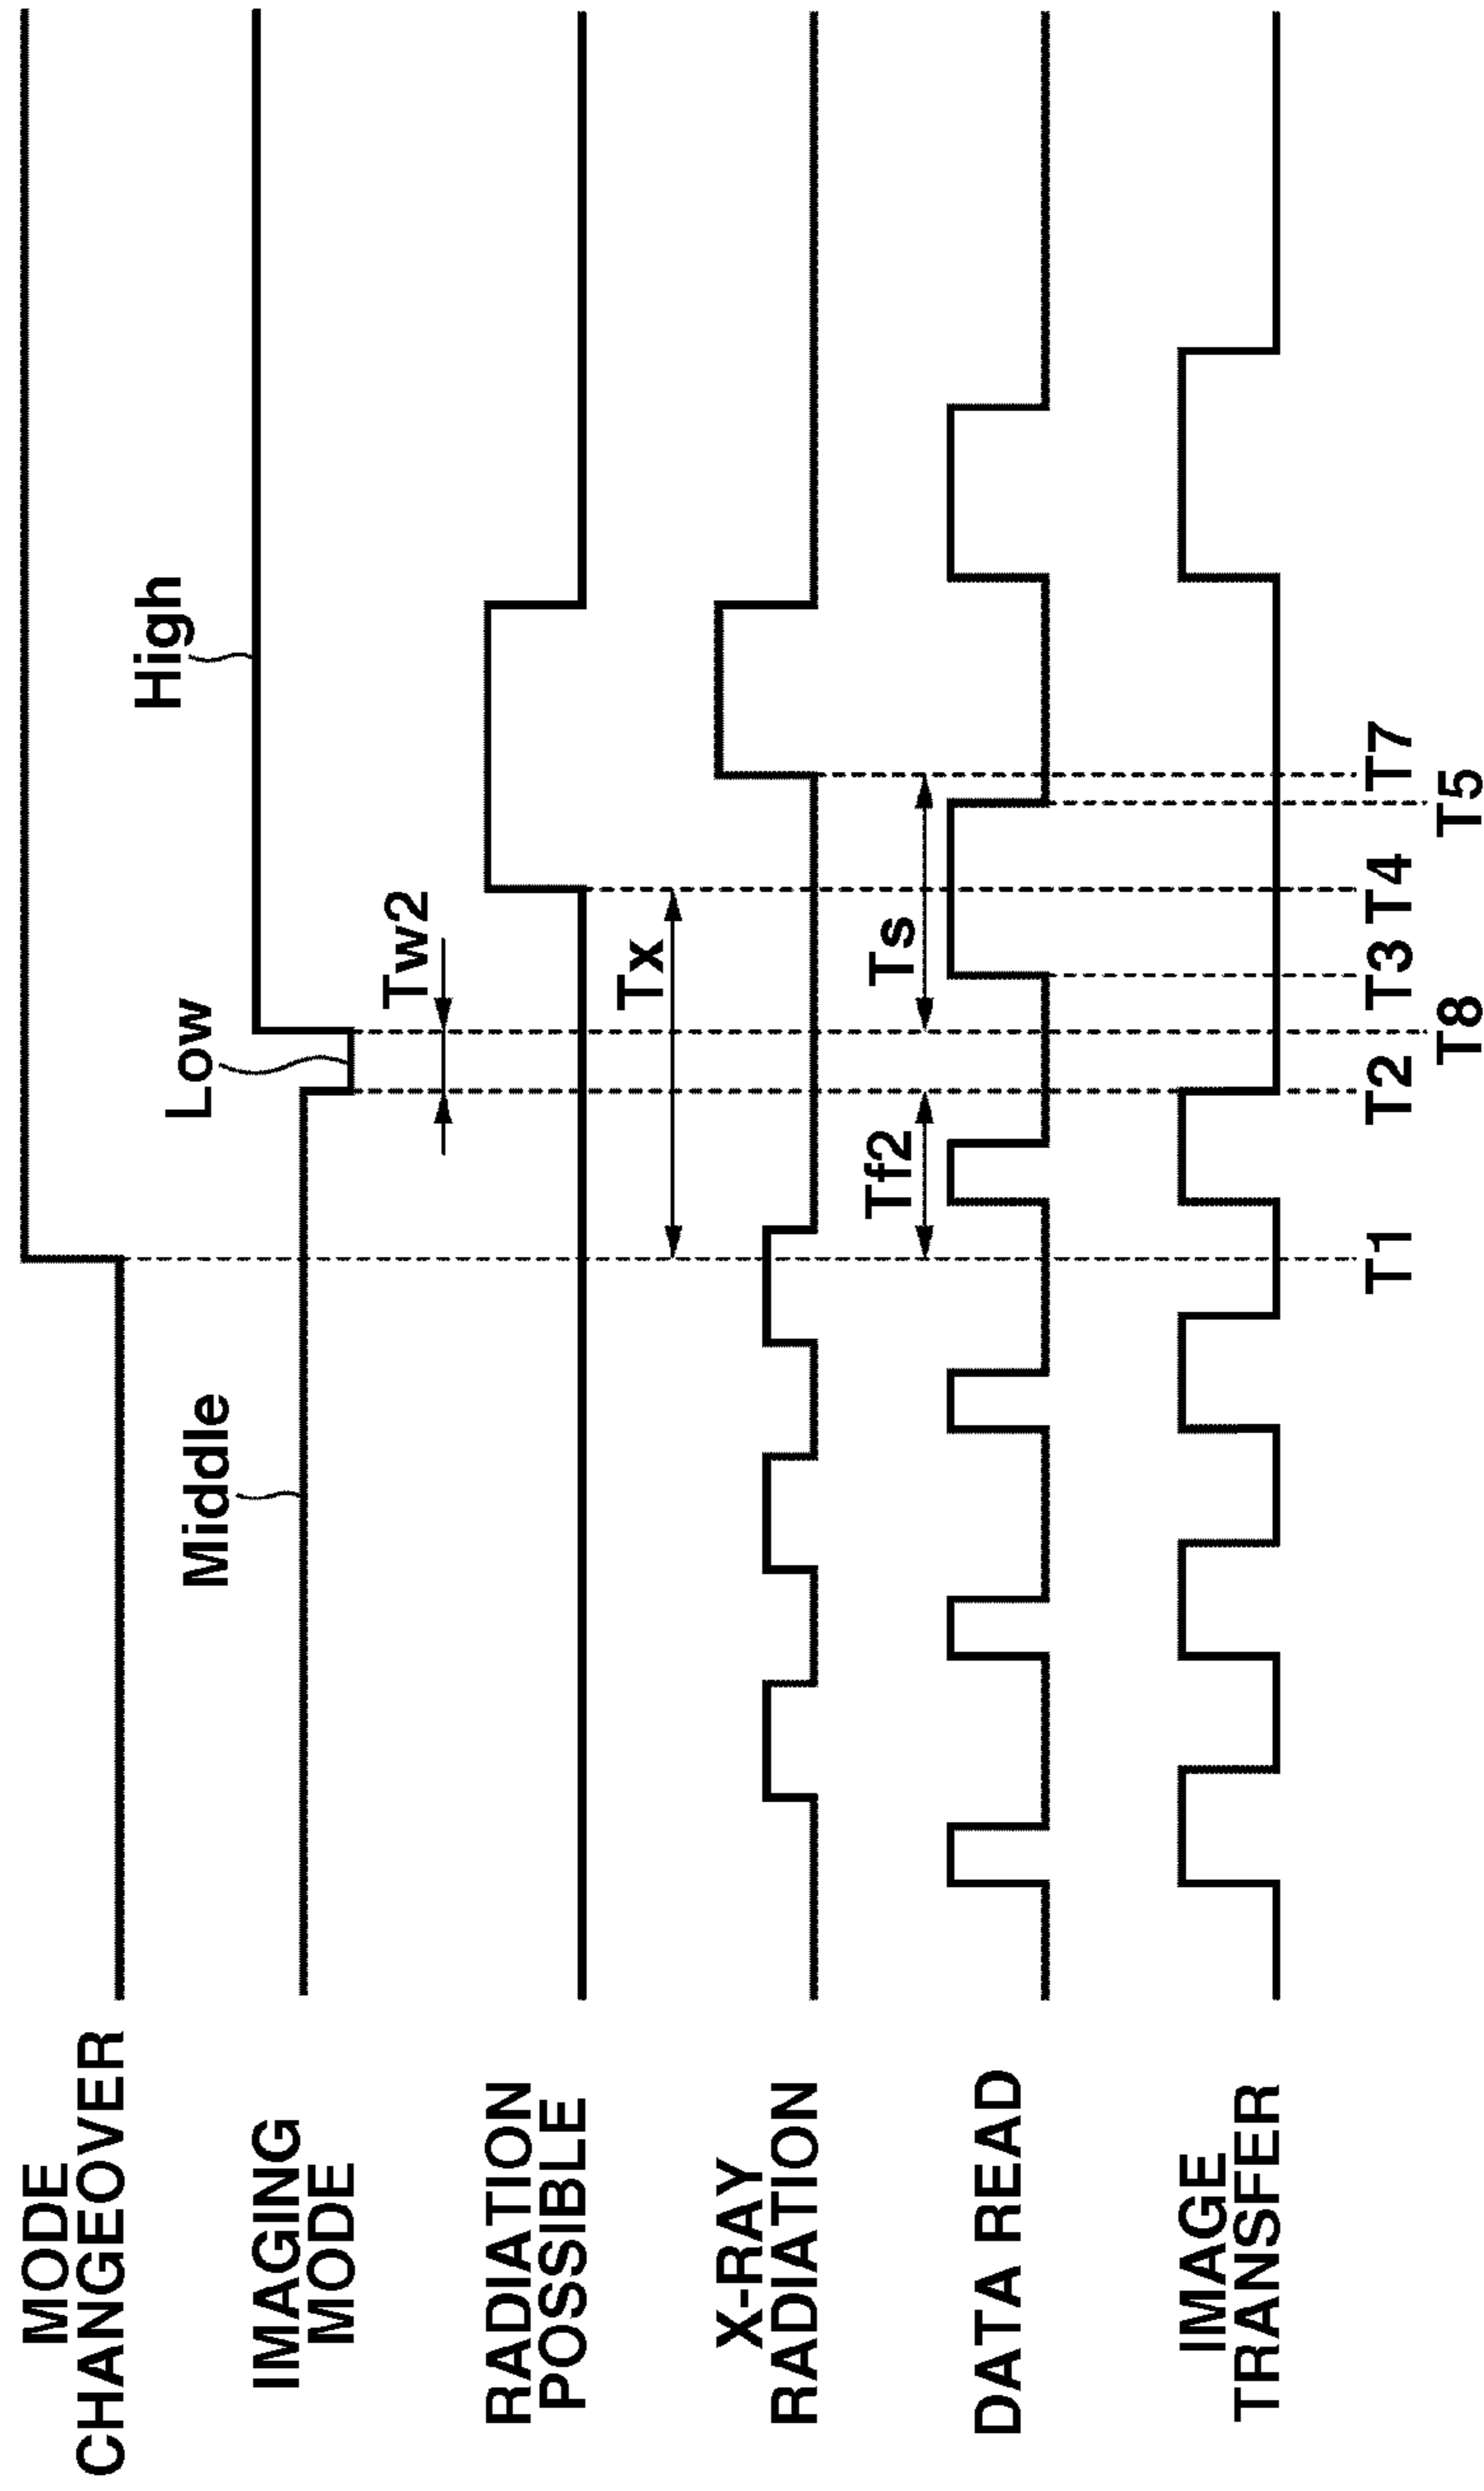 MODE
CHANGEOVER
IMAGING
MODE
Middle
Low
High
Tw2
RADIATION
POSSIBLE
Tx
X-RAY
RADIATION
Tf2
Ts
DATA READ
IMAGE
TRANSFER
T1
T2
T3
T4
T7
T8
T5